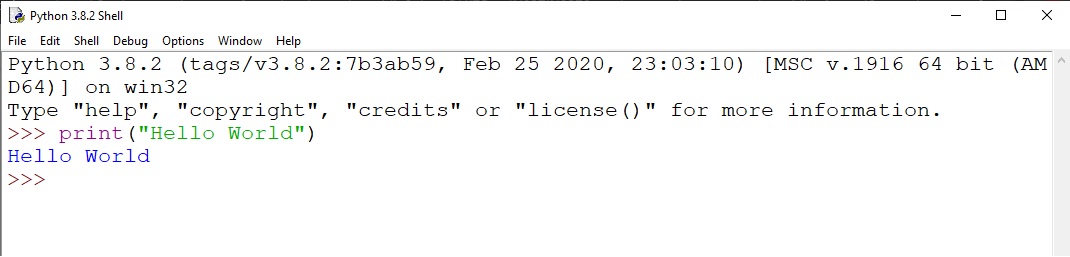 Python 3.8.2 Shell
File Edit Shell Debug Options Window Help
Python 3.8.2 (tags/v3.8.2:7b3ab59, Feb 25 2020, 23:03:10) [MSC v.1916 64 bit (AM
D64)] on win32
Type "help", "copyright", "credits" or "license()" for more information.
>>> print("Hello World")
Hello World
>>>